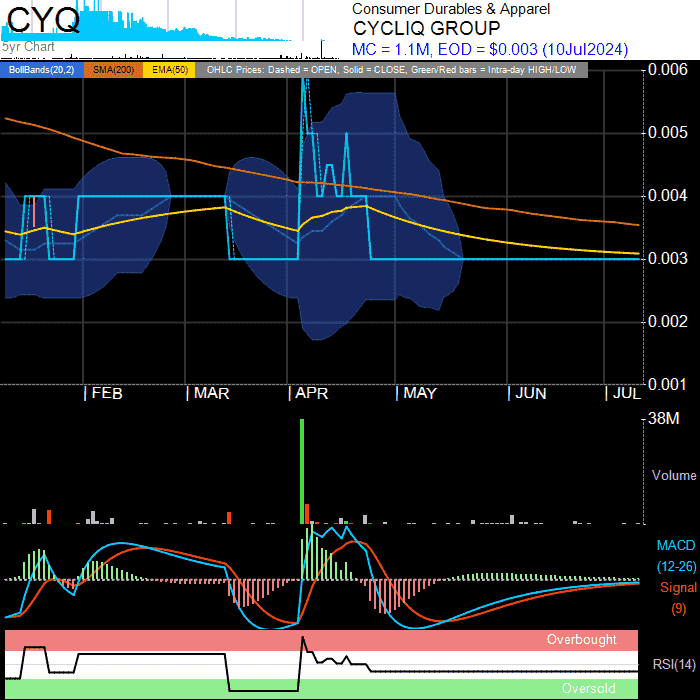 CYQ
Consumer Durables & Apparel
CYCLIQ GROUP
5yr Chart
MC = 1.1M, EOD = $0.003 (10Jul2024)
BollBands(20,2) SMA(200) EMA(50) OHLC Prices: Dashed = OPEN, Solid = CLOSE, Green/Red bars = Intra-day HIGH/LOW
0.006
0.005
0.004
0.003
0.002
0.001
| FEB | MAR | APR | MAY | JUN | JUL
38M
Volume
MACD
(12-26)
Signal
(9)
Overbought
RSI(14)
Oversold